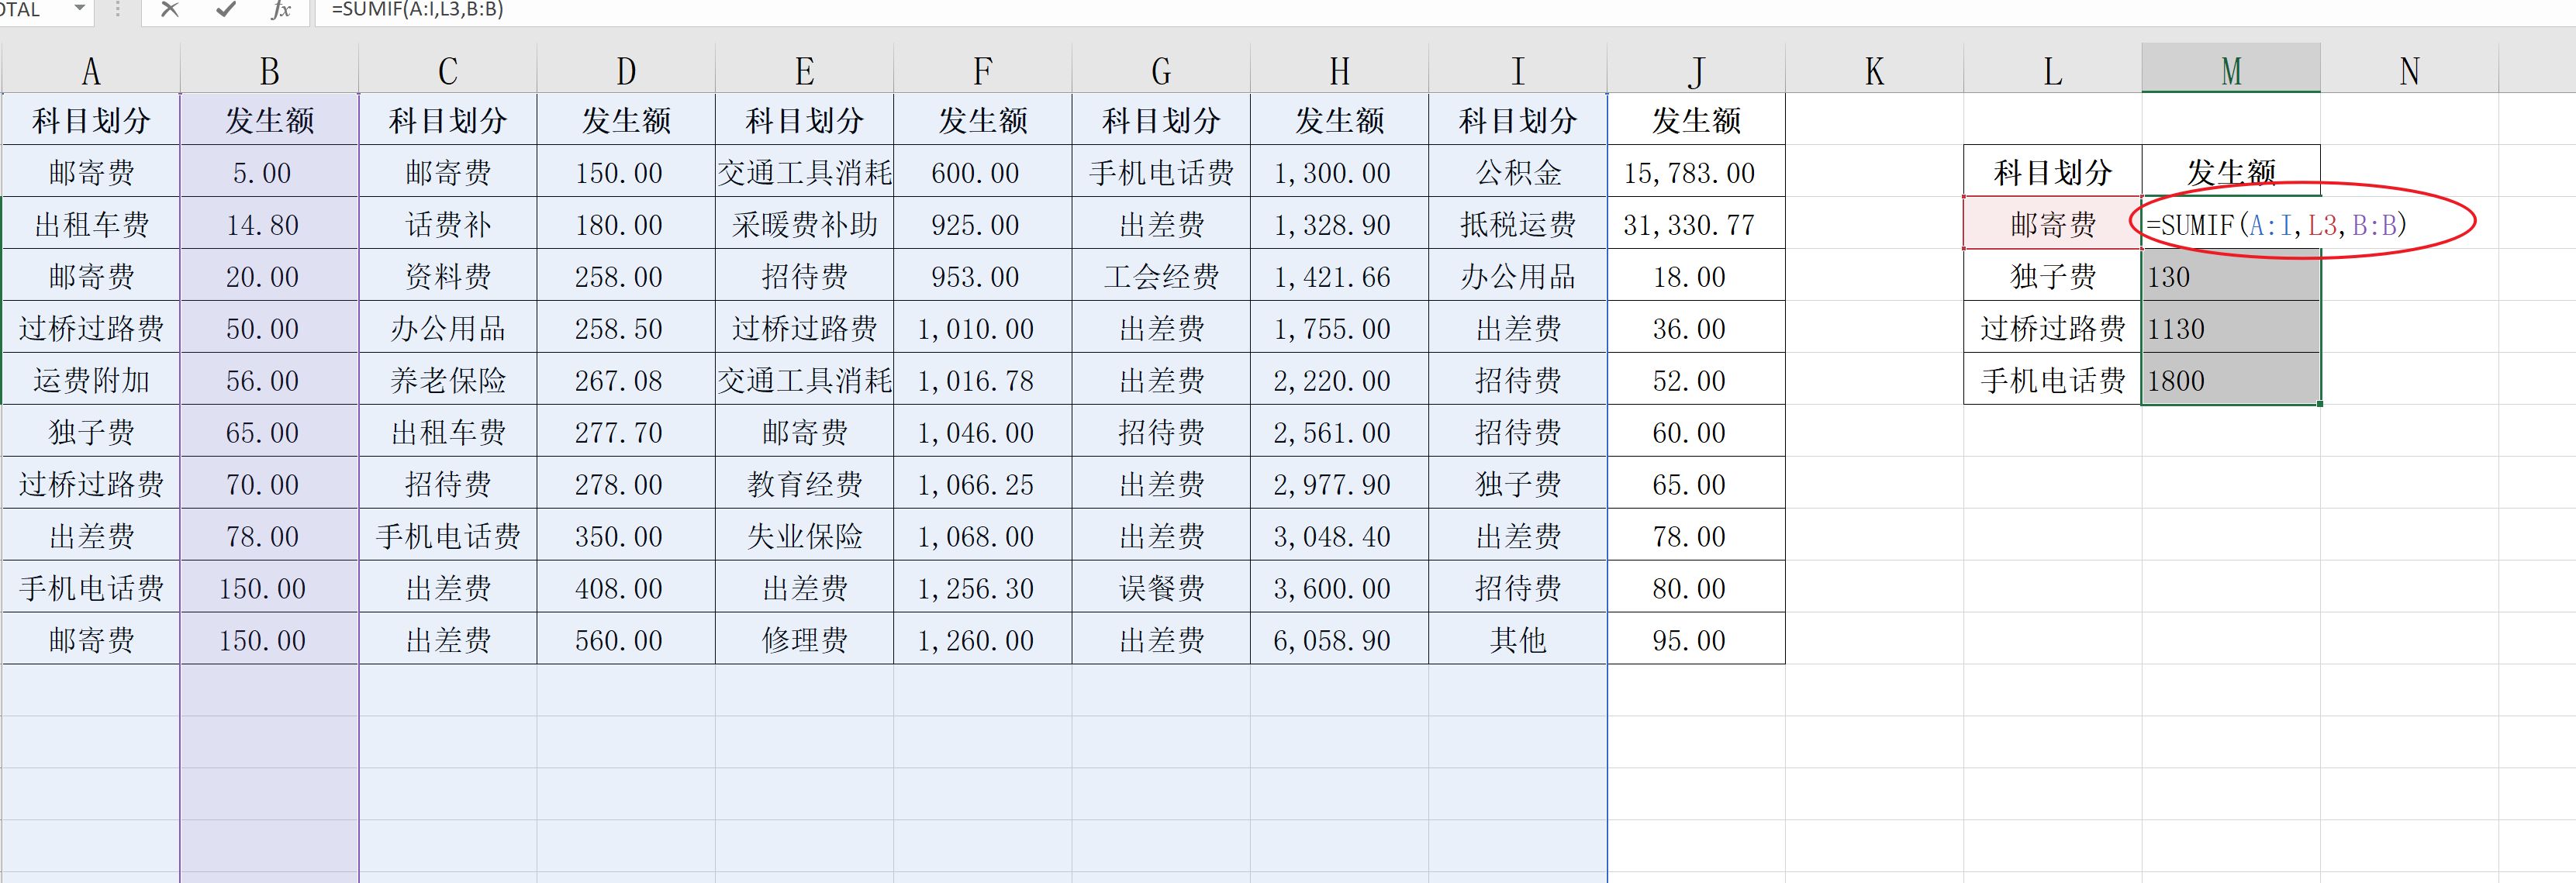 OTAL =SUMIF(A:I,L3,B:B)
A B C D E F G H I J K L M N
科目划分 发生额 科目划分 发生额 科目划分 发生额 科目划分 发生额 科目划分 发生额
邮寄费 5.00 邮寄费 150.00 交通工具消耗 600.00 手机电话费 1,300.00 公积金 15,783.00 科目划分 发生额
出租车费 14.80 话费补 180.00 采暖费补助 925.00 出差费 1,328.90 抵税运费 31,330.77 邮寄费 =SUMIF(A:I,L3,B:B)
邮寄费 20.00 资料费 258.00 招待费 953.00 工会经费 1,421.66 办公用品 18.00 独子费 130
过桥过路费 50.00 办公用品 258.50 过桥过路费 1,010.00 出差费 1,755.00 出差费 36.00 过桥过路费 1130
运费附加 56.00 养老保险 267.08 交通工具消耗 1,016.78 出差费 2,220.00 招待费 52.00 手机电话费 1800
独子费 65.00 出租车费 277.70 邮寄费 1,046.00 招待费 2,561.00 招待费 60.00
过桥过路费 70.00 招待费 278.00 教育经费 1,066.25 出差费 2,977.90 独子费 65.00
出差费 78.00 手机电话费 350.00 失业保险 1,068.00 出差费 3,048.40 出差费 78.00
手机电话费 150.00 出差费 408.00 出差费 1,256.30 误餐费 3,600.00 招待费 80.00
邮寄费 150.00 出差费 560.00 修理费 1,260.00 出差费 6,058.90 其他 95.00